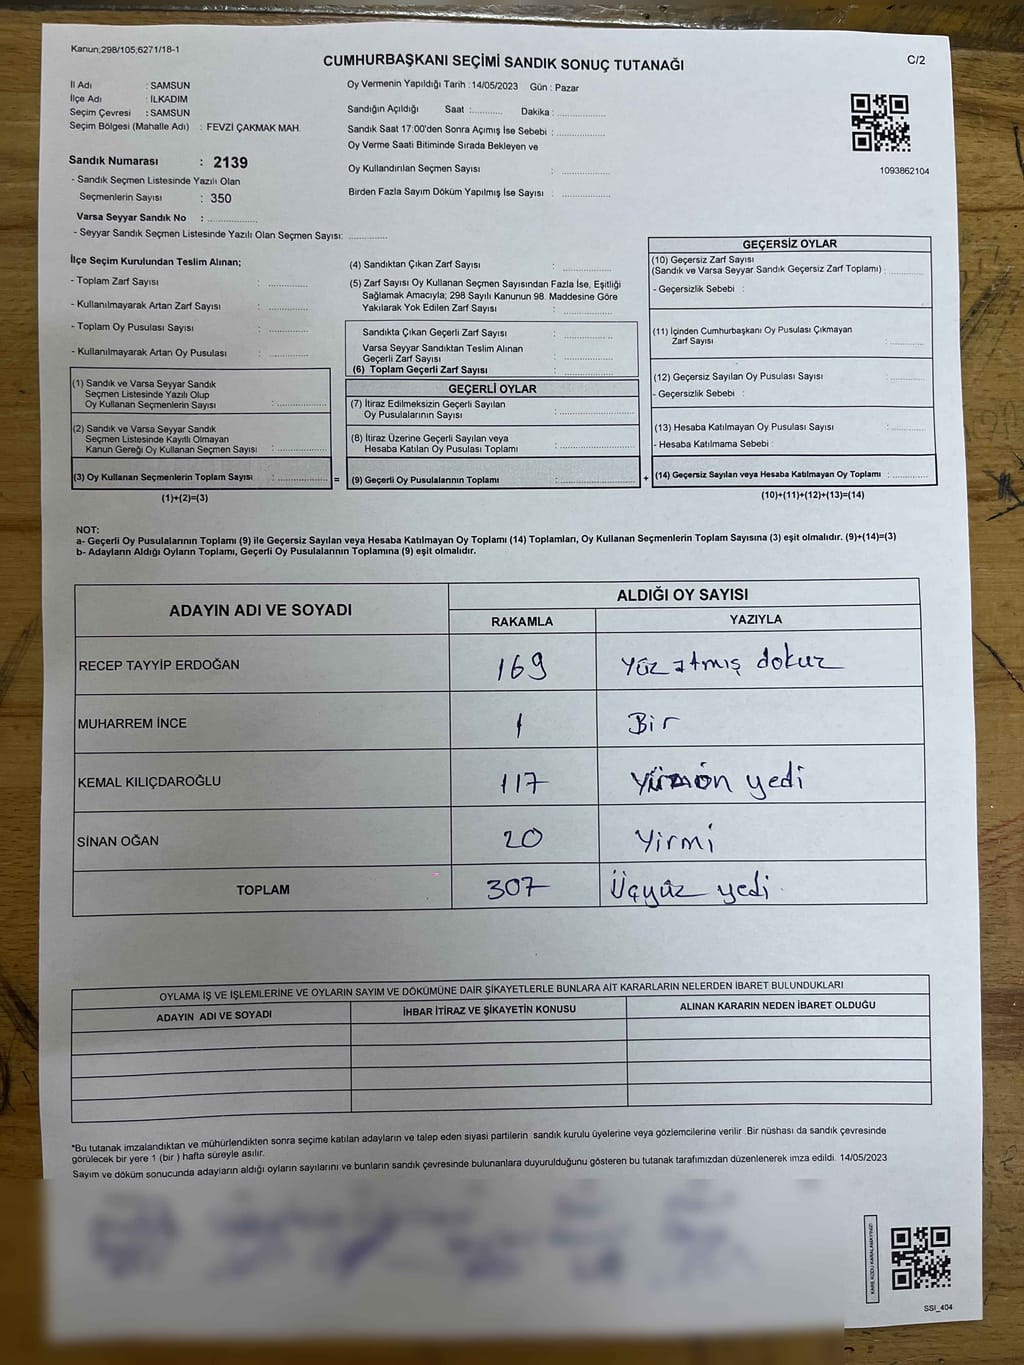 Kanun;298/105;6271/18-1
C/2
CUMHURBAŞKANI SEÇİMİ SANDIK SONUÇ TUTANAĞI
İl Adı : SAMSUN
İlçe Adı : İLKADIM
Seçim Çevresi : SAMSUN
Seçim Bölgesi (Mahalle Adı) : FEVZİ ÇAKMAK MAH.
Sandık Numarası : 2139
- Sandık Seçmen Listesinde Yazılı Olan
Seçmenlerin Sayısı : 350
Varsa Seyyar Sandık No :
- Seyyar Sandık Seçmen Listesinde Yazılı Olan Seçmen Sayısı:
Oy Vermenin Yapıldığı Tarih : 14/05/2023 Gün : Pazar
Sandığın Açıldığı Saat : Dakika :
Sandık Saat 17:00'den Sonra Açımış İse Sebebi :
Oy Verme Saati Bitiminde Sırada Bekleyen ve
Oy Kullandırılan Seçmen Sayısı :
Birden Fazla Sayım Döküm Yapılmış İse Sayısı :
1093862104
İlçe Seçim Kurulundan Teslim Alınan;
- Toplam Zarf Sayısı :
- Kullanılmayarak Artan Zarf Sayısı :
- Toplam Oy Pusulası Sayısı :
- Kullanılmayarak Artan Oy Pusulası :
(1) Sandık ve Varsa Seyyar Sandık
Seçmen Listesinde Yazılı Olup
Oy Kullanan Seçmenlerin Sayısı :
(2) Sandık ve Varsa Seyyar Sandık
Seçmen Listesinde Kayıtlı Olmayan
Kanun Gereği Oy Kullanan Seçmen Sayısı :
(3) Oy Kullanan Seçmenlerin Toplam Sayısı :
(1)+(2)=(3)
=
(4) Sandıktan Çıkan Zarf Sayısı :
(5) Zarf Sayısı Oy Kullanan Seçmen Sayısından Fazla İse, Eşitliği
Sağlamak Amacıyla; 298 Sayılı Kanunun 98. Maddesine Göre
Yakılarak Yok Edilen Zarf Sayısı :
Sandıkta Çıkan Geçerli Zarf Sayısı :
Varsa Seyyar Sandıktan Teslim Alınan
Geçerli Zarf Sayısı :
(6) Toplam Geçerli Zarf Sayısı :
GEÇERLİ OYLAR
(7) İtiraz Edilmeksizin Geçerli Sayılan
Oy Pusulalarının Sayısı :
(8) İtiraz Üzerine Geçerli Sayılan veya
Hesaba Katılan Oy Pusulası Toplamı :
(9) Geçerli Oy Pusulalarının Toplamı :
+
GEÇERSİZ OYLAR
(10) Geçersiz Zarf Sayısı
(Sandık ve Varsa Seyyar Sandık Geçersiz Zarf Toplamı) :
- Geçersizlik Sebebi :
(11) İçinden Cumhurbaşkanı Oy Pusulası Çıkmayan
Zarf Sayısı :
(12) Geçersiz Sayılan Oy Pusulası Sayısı :
- Geçersizlik Sebebi :
(13) Hesaba Katılmayan Oy Pusulası Sayısı :
- Hesaba Katılmama Sebebi :
(14) Geçersiz Sayılan veya Hesaba Katılmayan Oy Toplamı :
(10)+(11)+(12)+(13)=(14)
NOT:
a- Geçerli Oy Pusulalarının Toplamı (9) ile Geçersiz Sayılan veya Hesaba Katılmayan Oy Toplamı (14) Toplamları, Oy Kullanan Seçmenlerin Toplam Sayısına (3) eşit olmalıdır. (9)+(14)=(3)
b- Adayların Aldığı Oyların Toplamı, Geçerli Oy Pusulalarının Toplamına (9) eşit olmalıdır.
ADAYIN ADI VE SOYADI ALDIĞI OY SAYISI
RAKAMLA YAZIYLA
RECEP TAYYİP ERDOĞAN 169 Yüz atmış dokuz
MUHARREM İNCE 1 Bir
KEMAL KILIÇDAROĞLU 117 Yüzon yedi
SİNAN OĞAN 20 Yirmi
TOPLAM 307 Üçyüz yedi
OYLAMA İŞ VE İŞLEMLERİNE VE OYLARIN SAYIM VE DÖKÜMÜNE DAİR ŞİKAYETLERLE BUNLARA AİT KARARLARIN NELERDEN İBARET BULUNDUKLARI
ADAYIN ADI VE SOYADI İHBAR İTİRAZ VE ŞİKAYETİN KONUSU ALINAN KARARIN NEDEN İBARET OLDUĞU
*Bu tutanak imzalandıktan ve mühürlendikten sonra seçime katılan adayların ve talep eden siyasi partilerin sandık kurulu üyelerine veya gözlemcilerine verilir. Bir nüshası da sandık çevresinde
görülecek bir yere 1 (bir ) hafta süreyle asılır.
Sayım ve döküm sonucunda adayların aldığı oyların sayılarını ve bunların sandık çevresinde bulunanlara duyurulduğunu gösteren bu tutanak tarafımızdan düzenlenerek imza edildi. 14/05/2023
KARE KODU KARALAMAYINIZ!
SSI_404